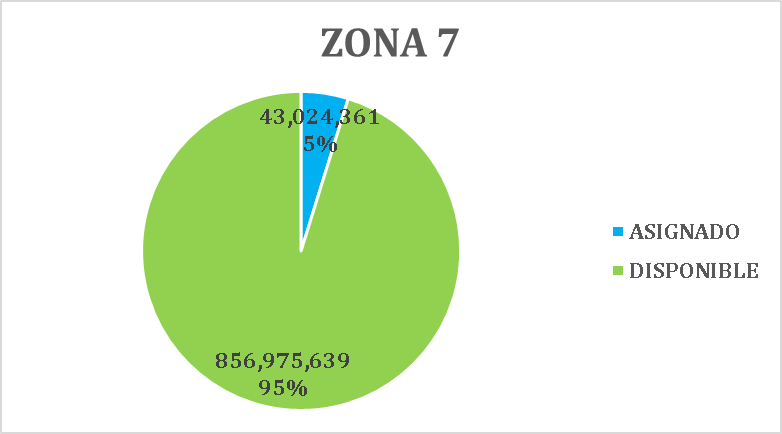 ZONA 7
43,024,361
5%
ASIGNADO
DISPONIBLE
856,975,639
95%